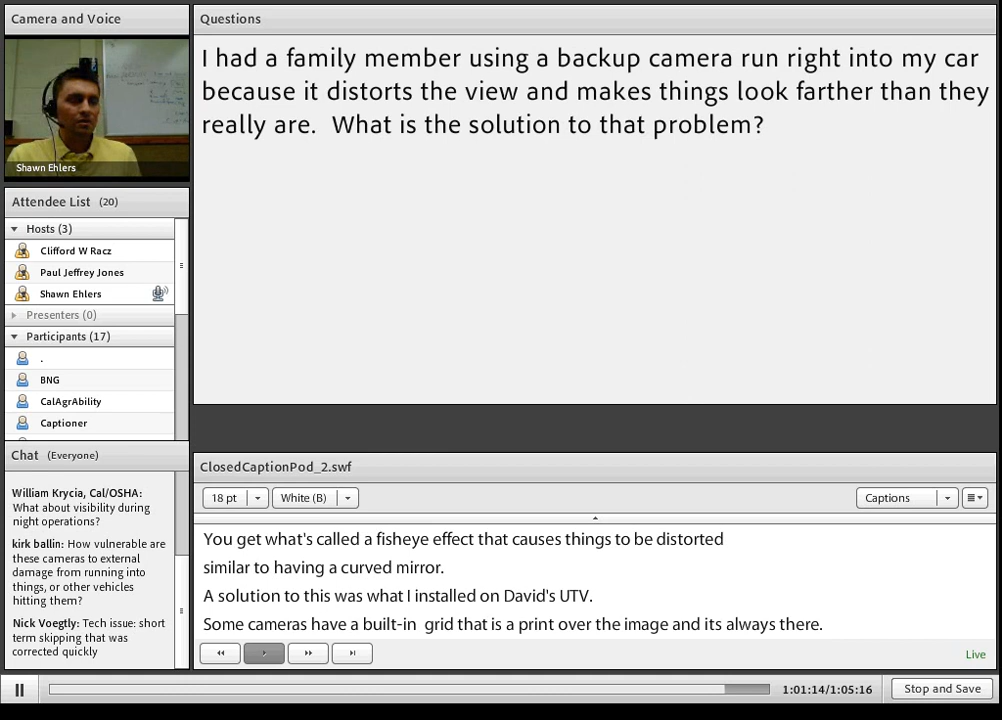 Camera and Voice
Shawn Ehlers
Attendee List (20)
Hosts (3)
Clifford W Racz
Paul Jeffrey Jones
Shawn Ehlers
Presenters (0)
Participants (17)
.
BNG
CalAgrAbility
Captioner
Chat (Everyone)
William Krycia, Cal/OSHA:
What about visibility during
night operations?
kirk ballin: How vulnerable are
these cameras to external
damage from running into
things, or other vehicles
hitting them?
Nick Voegtly: Tech issue: short
term skipping that was
corrected quickly
Questions
I had a family member using a backup camera run right into my car
because it distorts the view and makes things look farther than they
really are. What is the solution to that problem?
ClosedCaptionPod_2.swf
18 pt White (B) Captions
You get what's called a fisheye effect that causes things to be distorted
similar to having a curved mirror.
A solution to this was what I installed on David's UTV.
Some cameras have a built-in grid that is a print over the image and its always there.
Live
1:01:14/1:05:16 Stop and Save